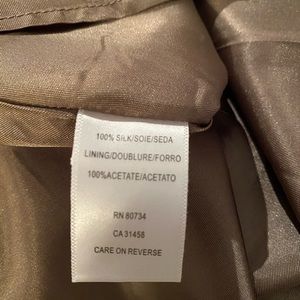 100% SILK/SOIE/SEDA
LINING/DOUBLURE/FORRO
100%ACETATE/ACETATO
RN 80734
CA 31458
CARE ON REVERSE